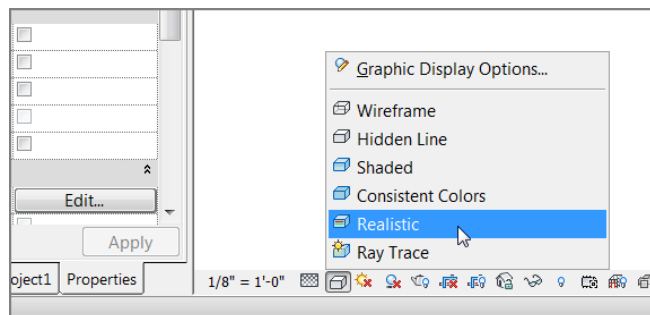 Graphic Display Options...
Wireframe
Hidden Line
Shaded
Consistent Colors
Realistic
Ray Trace
Edit...
Apply
oject1 Properties
1/8" = 1'-0"